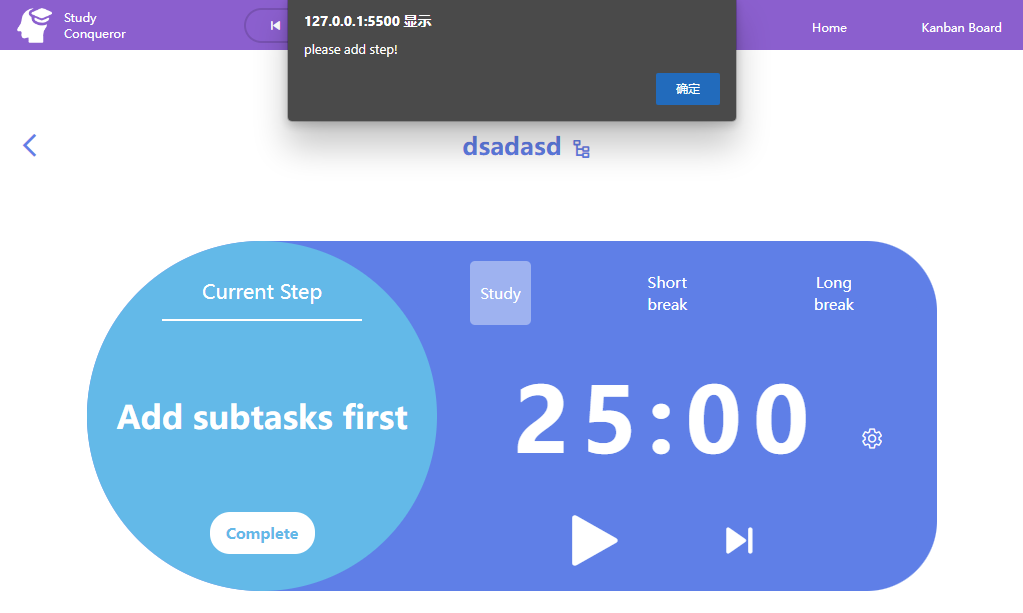 Study
Conqueror
127.0.0.1:5500 显示
please add step!
确定
Home
Kanban Board
dsadasd
Current Step
Add subtasks first
Complete
Study
Short
break
Long
break
25:00